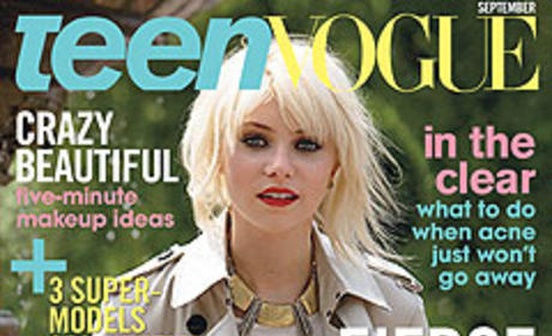 SEPTEMBER
teen VOGUE
CRAZY
BEAUTIFUL
five-minute
makeup ideas
+
3 SUPER-
MODELS
in the
clear
what to do
when acne
just won't
go away